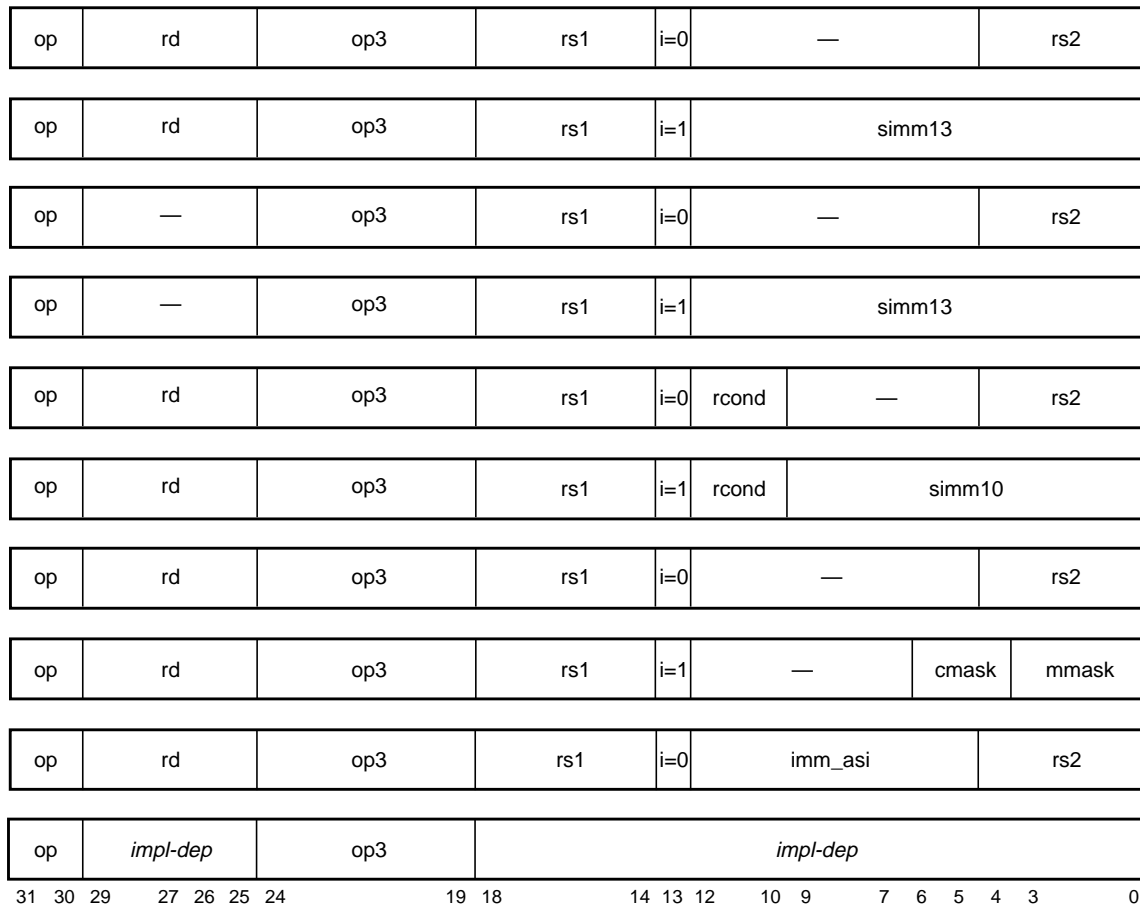 op rd op3 rs1 i=0 — rs2
op rd op3 rs1 i=1 simm13
op — op3 rs1 i=0 — rs2
op — op3 rs1 i=1 simm13
op rd op3 rs1 i=0 rcond — rs2
op rd op3 rs1 i=1 rcond simm10
op rd op3 rs1 i=0 — rs2
op rd op3 rs1 i=1 — cmask mmask
op rd op3 rs1 i=0 imm_asi rs2
op impl-dep op3 impl-dep
31 30 29 27 26 25 24 19 18 14 13 12 10 9 7 6 5 4 3 0